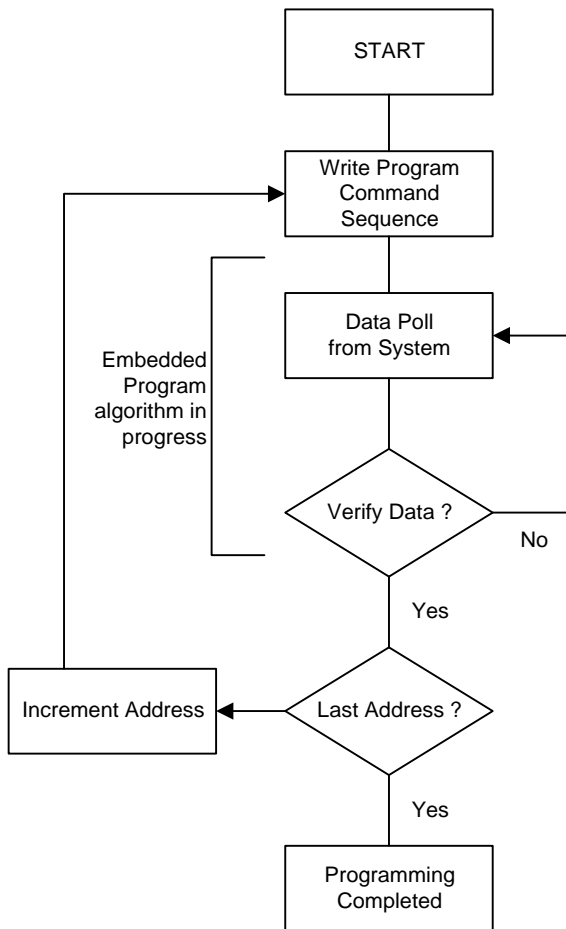 START
Write Program
Command
Sequence
Data Poll
from System
Embedded
Program
algorithm in
progress
Verify Data ?
No
Yes
Increment Address
Last Address ?
Yes
Programming
Completed